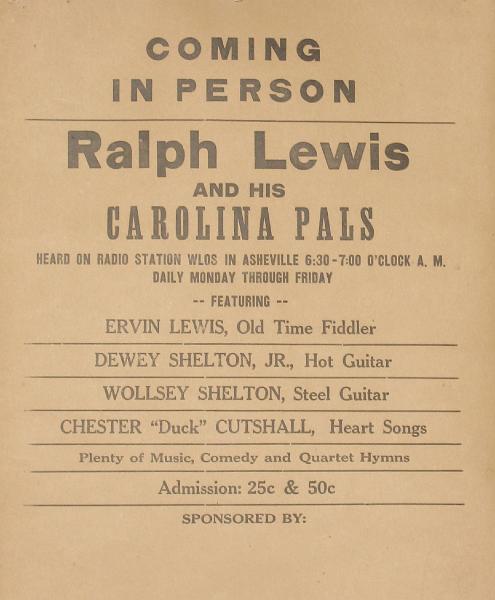 COMING
IN PERSON
Ralph Lewis
AND HIS
CAROLINA PALS
HEARD ON RADIO STATION WLOS IN ASHEVILLE 6:30-7:00 O'CLOCK A. M.
DAILY MONDAY THROUGH FRIDAY
-- FEATURING --
ERVIN LEWIS, Old Time Fiddler
DEWEY SHELTON, JR., Hot Guitar
WOLLSEY SHELTON, Steel Guitar
CHESTER "Duck" CUTSHALL, Heart Songs
Plenty of Music, Comedy and Quartet Hymns
Admission: 25c & 50c
SPONSORED BY: